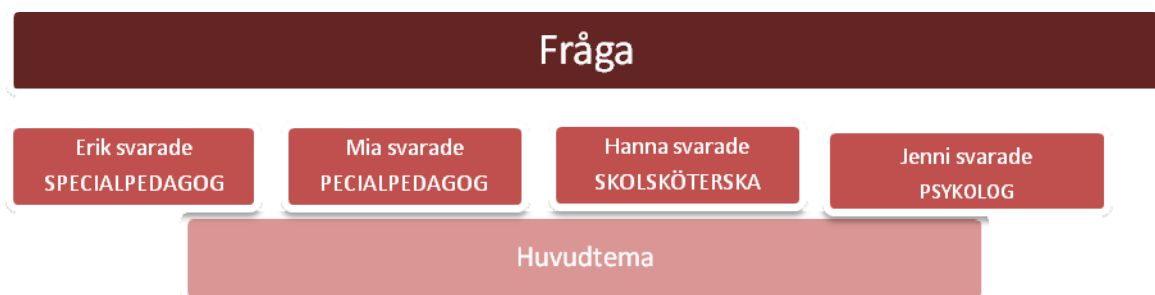 Fråga
Erik svarade
SPECIALPEDAGOG
Mia svarade
PECIALPEDAGOG
Hanna svarade
SKOLSKÖTERSKA
Jenni svarade
PSYKOLOG
Huvudtema